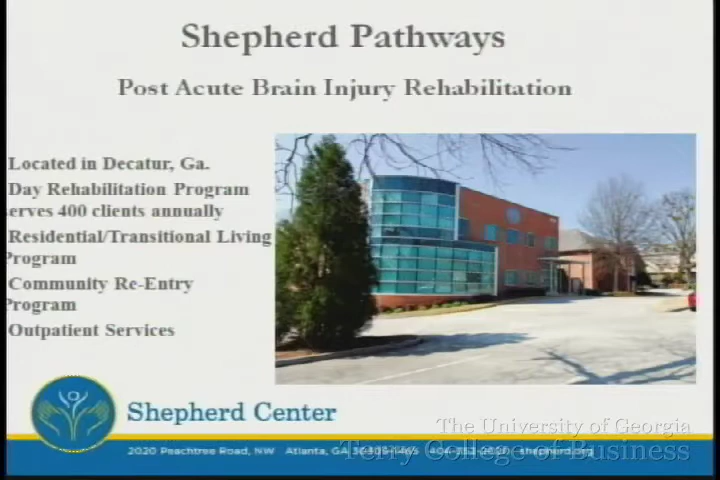 Shepherd Pathways
Post Acute Brain Injury Rehabilitation
Located in Decatur, Ga.
Day Rehabilitation Program
erves 400 clients annually
Residential/Transitional Living
Program
Community Re-Entry
Program
Outpatient Services
Shepherd Center
The University of Georgia
Terry College of Business
2020 Peachtree Road, NW Atlanta, GA shepherd.org